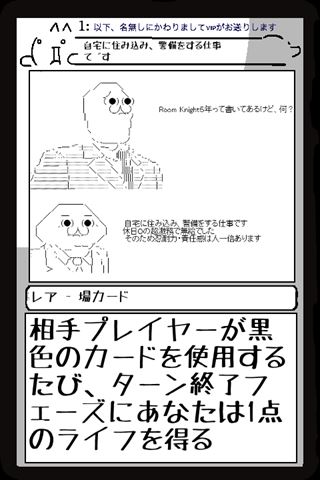 1: 以下、名無しにかわりましてVIPがお送りします
自宅に住み込み、警備をする仕事
です
Room Knight5年って書いてあるけど、何？
自宅に住み込み、警備をする仕事です
休日0の超激務で無給でした
そのため忍耐力・責任感は人一倍あります
レア - 場カード
相手プレイヤーが黒
色のカードを使用する
たび、ターン終了フ
ェーズにあなたは1点
のライフを得る